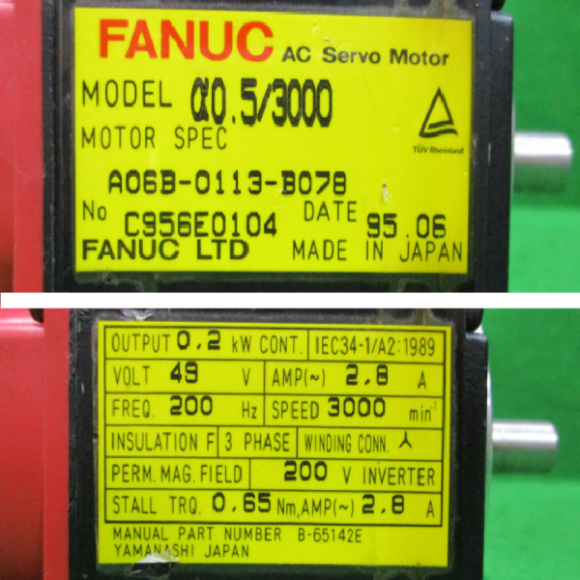 FANUC AC Servo Motor
MODEL α0.5/3000
TÜV Rheinland
MOTOR SPEC
A06B-0113-B078
No C956E0104 DATE 95.06
FANUC LTD MADE IN JAPAN
OUTPUT 0.2 kW CONT. IEC34-1/A2:1989
VOLT 49 V AMP(~) 2.8 A
FREQ. 200 Hz SPEED 3000 min⁻¹
INSULATION F 3 PHASE WINDING CONN.
PERM. MAG. FIELD 200 V INVERTER
STALL TRQ. 0.65 Nm, AMP(~) 2.8 A
MANUAL PART NUMBER B-65142E
YAMANASHI JAPAN